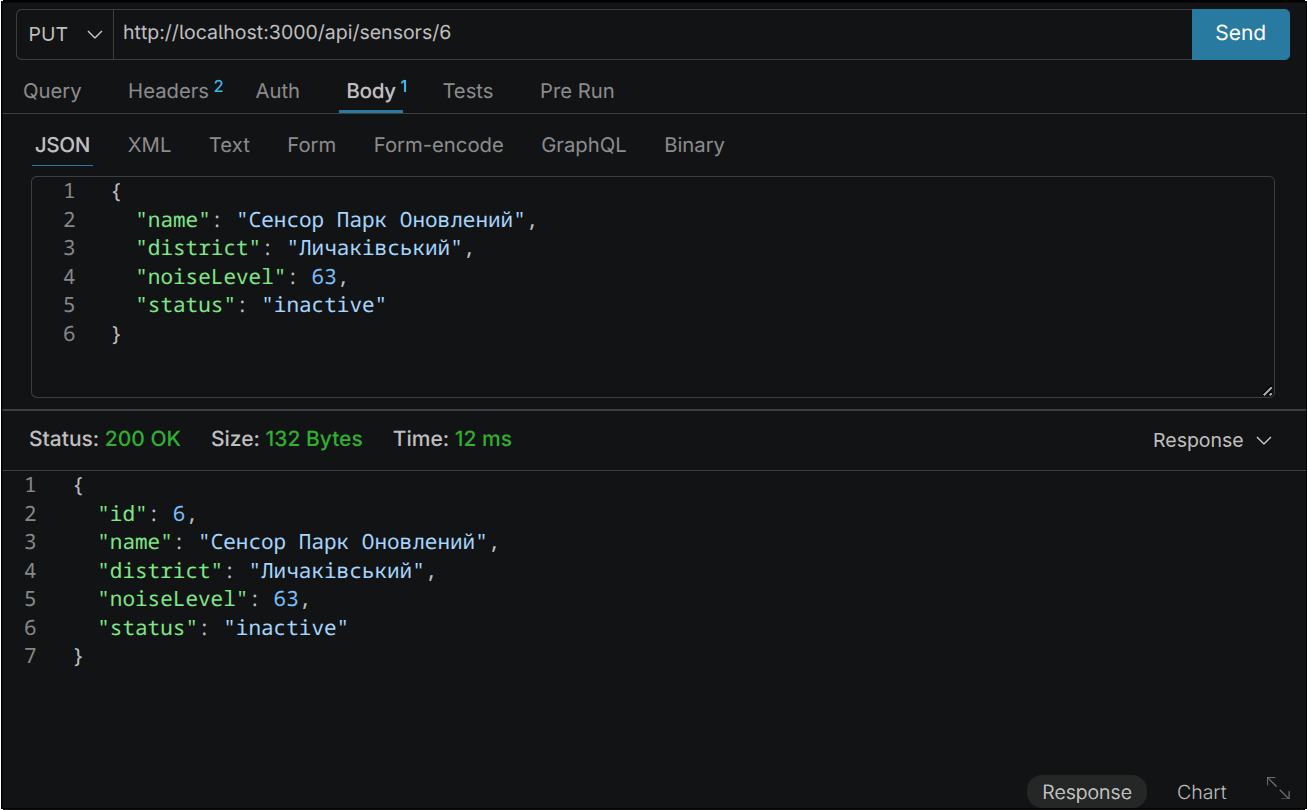 PUT http://localhost:3000/api/sensors/6 Send
Query Headers 2 Auth Body 1 Tests Pre Run
JSON XML Text Form Form-encode GraphQL Binary
1 {
2 "name": "Сенсор Парк Оновлений",
3 "district": "Личаківський",
4 "noiseLevel": 63,
5 "status": "inactive"
6 }
Status: 200 OK Size: 132 Bytes Time: 12 ms Response
1 {
2 "id": 6,
3 "name": "Сенсор Парк Оновлений",
4 "district": "Личаківський",
5 "noiseLevel": 63,
6 "status": "inactive"
7 }
Response Chart